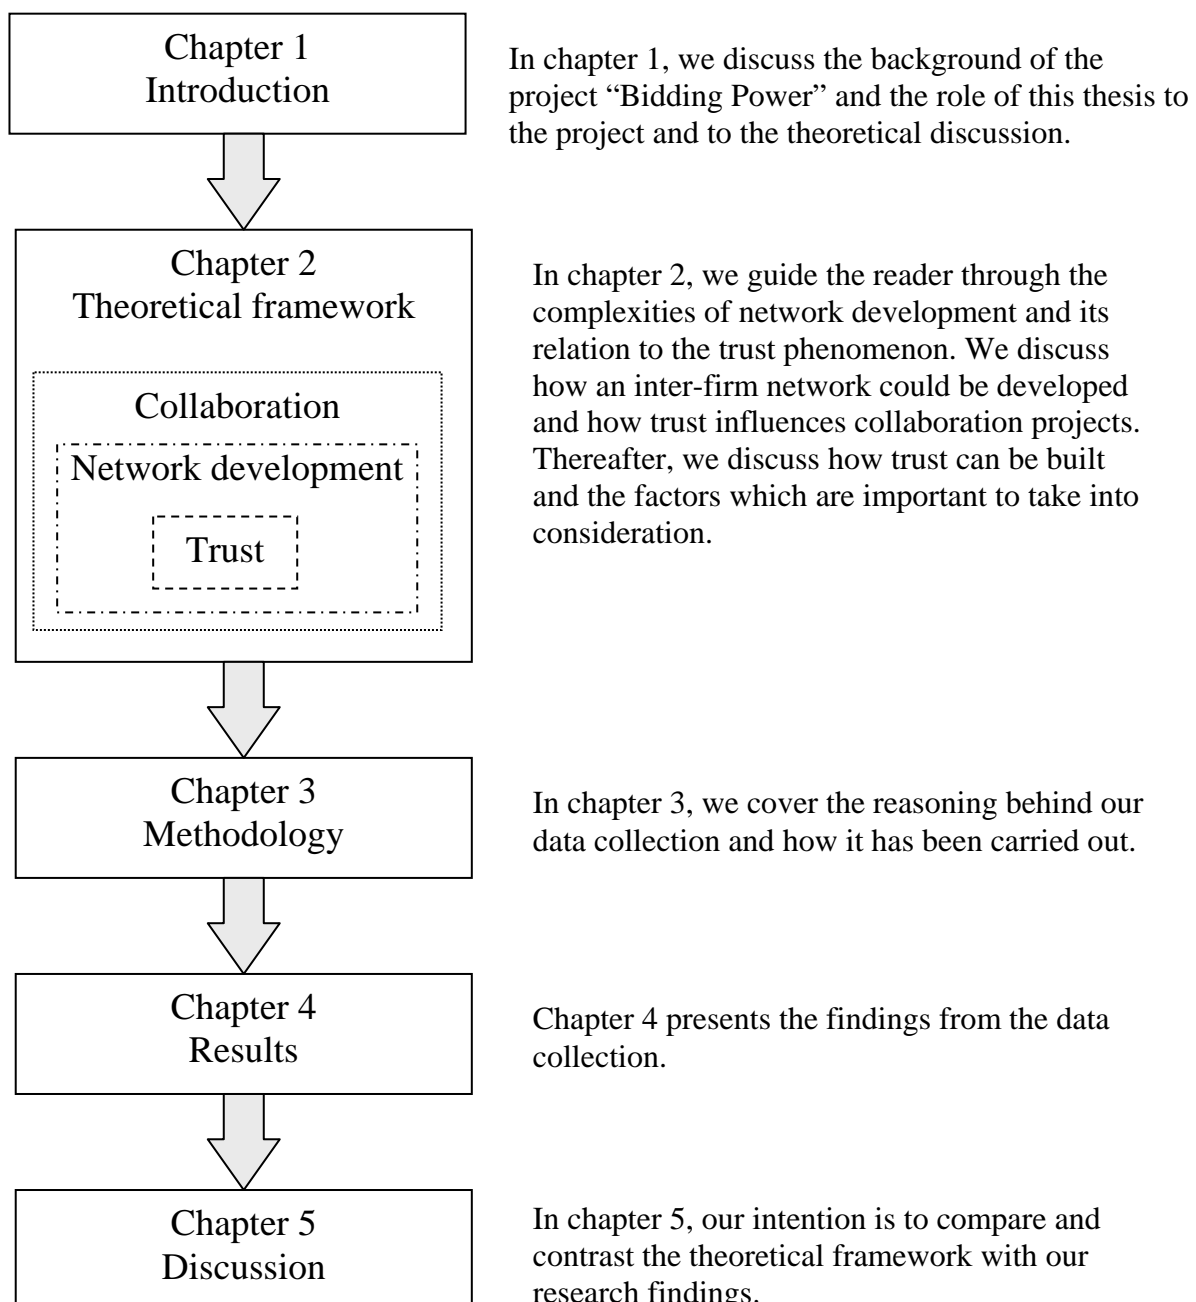 Chapter 1
Introduction
In chapter 1, we discuss the background of the
project “Bidding Power” and the role of this thesis to
the project and to the theoretical discussion.
Chapter 2
Theoretical framework
Collaboration
Network development
Trust
In chapter 2, we guide the reader through the
complexities of network development and its
relation to the trust phenomenon. We discuss
how an inter-firm network could be developed
and how trust influences collaboration projects.
Thereafter, we discuss how trust can be built
and the factors which are important to take into
consideration.
Chapter 3
Methodology
In chapter 3, we cover the reasoning behind our
data collection and how it has been carried out.
Chapter 4
Results
Chapter 4 presents the findings from the data
collection.
Chapter 5
Discussion
In chapter 5, our intention is to compare and
contrast the theoretical framework with our
research findings.